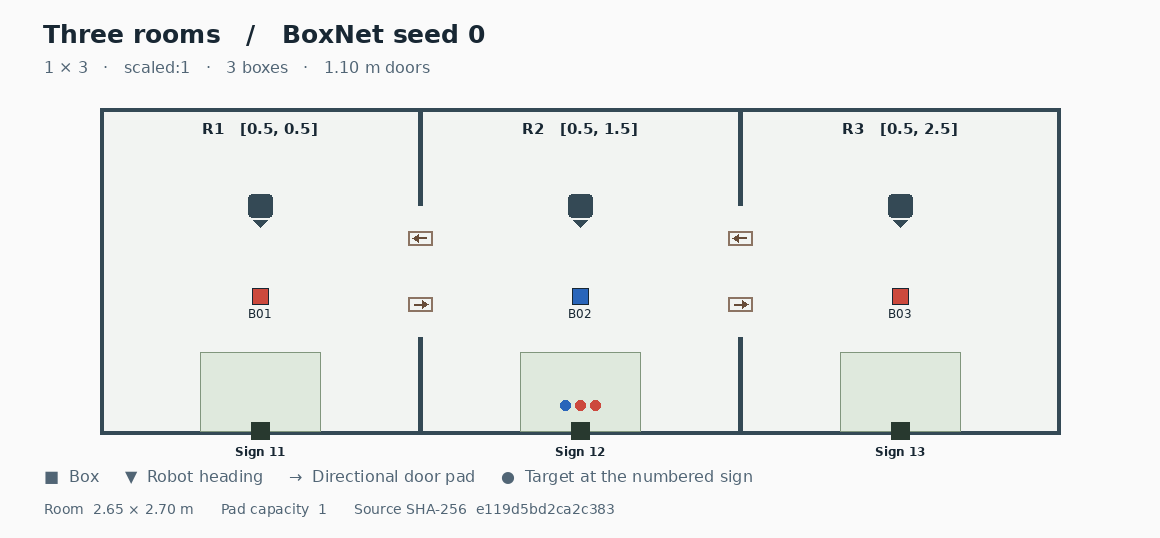 Three rooms / BoxNet seed 0
1 × 3 · scaled:1 · 3 boxes · 1.10 m doors
R1 [0.5, 0.5] R2 [0.5, 1.5] R3 [0.5, 2.5]
B01 B02 B03
Sign 11 Sign 12 Sign 13
■ Box ▼ Robot heading → Directional door pad ● Target at the numbered sign
Room 2.65 × 2.70 m Pad capacity 1 Source SHA-256 e119d5bd2ca2c383